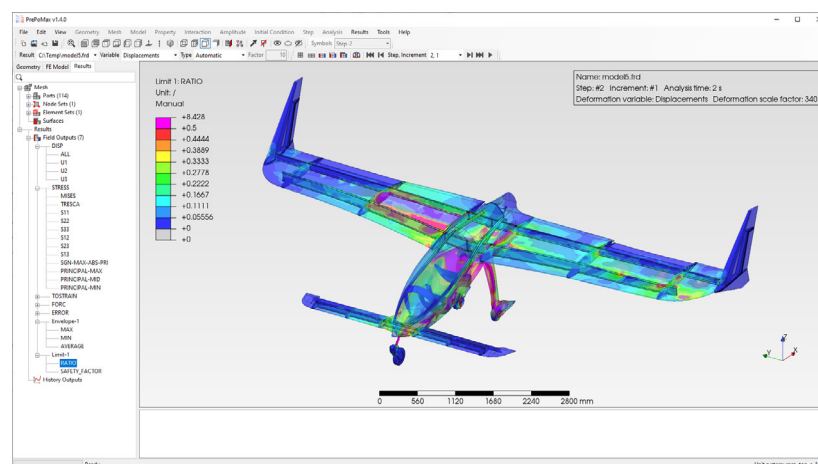 PrePoMax v1.4.0
File Edit View Geometry Mesh Model Property Interaction Amplitude Initial Condition Step Analysis Results Tools Help
Symbols Step-2
Result C:\Temp\model5.frd Variable Displacements Type Automatic Factor 10 Step, Increment 2, 1
Geometry FE Model Results
Mesh
Parts (114)
Node Sets (1)
Element Sets (1)
Surfaces
Results
Field Outputs (7)
DISP
ALL
U1
U2
U3
STRESS
MISES
TRESCA
S11
S22
S33
S12
S23
S13
SGN-MAX-ABS-PRI
PRINCIPAL-MAX
PRINCIPAL-MID
PRINCIPAL-MIN
TOSTRAIN
FORC
ERROR
Envelope-1
MAX
MIN
AVERAGE
Limit-1
RATIO
SAFETY_FACTOR
History Outputs
Limit 1: RATIO
Unit: /
Manual
+8.428
+0.5
+0.4444
+0.3889
+0.3333
+0.2778
+0.2222
+0.1667
+0.1111
+0.05556
+0
+0
Name: model5.frd
Step: #2 Increment: #1 Analysis time: 2 s
Deformation variable: Displacements Deformation scale factor: 340
Z
Y
X
0 560 1120 1680 2240 2800 mm
Ready